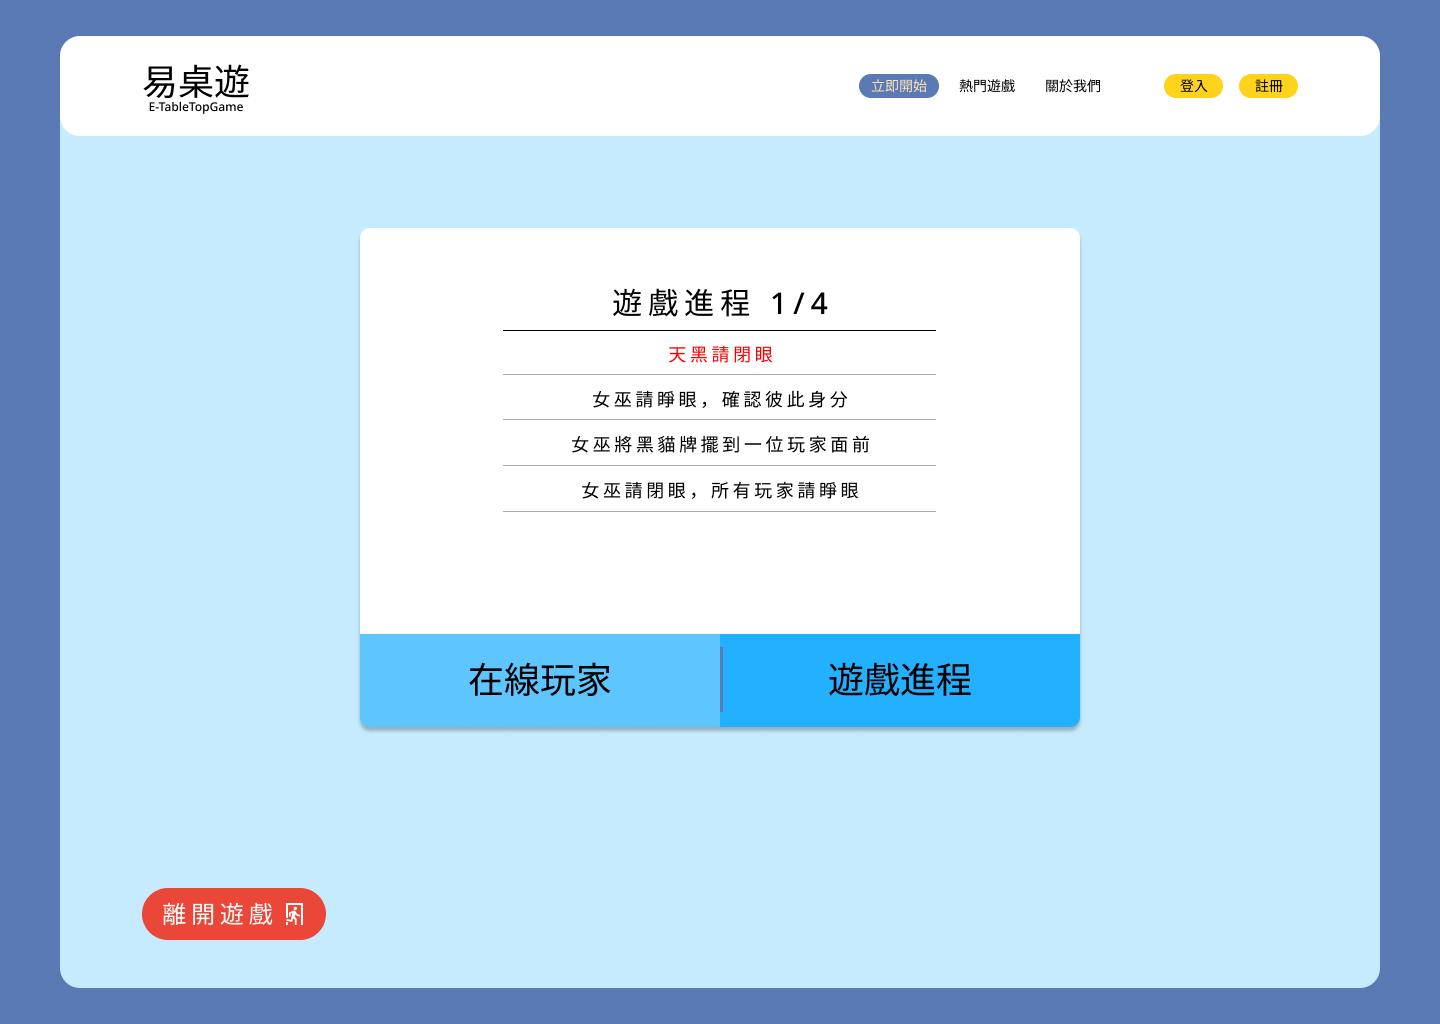 易桌遊
E-TableTopGame
立即開始
熱門遊戲
關於我們
登入
註冊
遊戲進程 1/4
天黑請閉眼
女巫請睜眼，確認彼此身分
女巫將黑貓牌擺到一位玩家面前
女巫請閉眼，所有玩家請睜眼
在線玩家
遊戲進程
離開遊戲